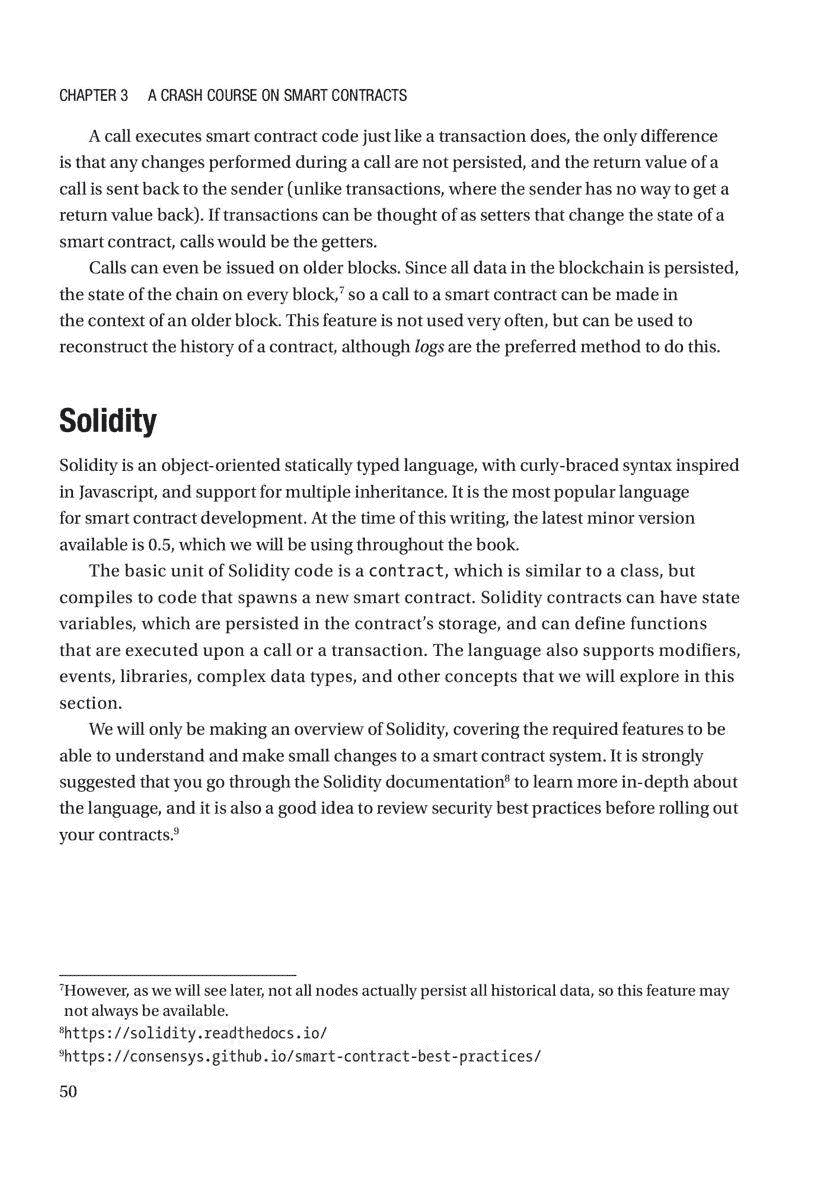 CHAPTER 3 A CRASH COURSE ON SMART CONTRACTS
A call executes smart contract code just like a transaction does, the only difference
is that any changes performed during a call are not persisted, and the return value of a
call is sent back to the sender (unlike transactions, where the sender has no way to get a
return value back). If transactions can be thought of as setters that change the state of a
smart contract, calls would be the getters.
Calls can even be issued on older blocks. Since all data in the blockchain is persisted,
the state of the chain on every block,⁷ so a call to a smart contract can be made in
the context of an older block. This feature is not used very often, but can be used to
reconstruct the history of a contract, although logs are the preferred method to do this.
Solidity
Solidity is an object-oriented statically typed language, with curly-braced syntax inspired
in Javascript, and support for multiple inheritance. It is the most popular language
for smart contract development. At the time of this writing, the latest minor version
available is 0.5, which we will be using throughout the book.
The basic unit of Solidity code is a contract, which is similar to a class, but
compiles to code that spawns a new smart contract. Solidity contracts can have state
variables, which are persisted in the contract's storage, and can define functions
that are executed upon a call or a transaction. The language also supports modifiers,
events, libraries, complex data types, and other concepts that we will explore in this
section.
We will only be making an overview of Solidity, covering the required features to be
able to understand and make small changes to a smart contract system. It is strongly
suggested that you go through the Solidity documentation⁸ to learn more in-depth about
the language, and it is also a good idea to review security best practices before rolling out
your contracts.⁹
⁷However, as we will see later, not all nodes actually persist all historical data, so this feature may
not always be available.
⁸https://solidity.readthedocs.io/
⁹https://consensys.github.io/smart-contract-best-practices/
50